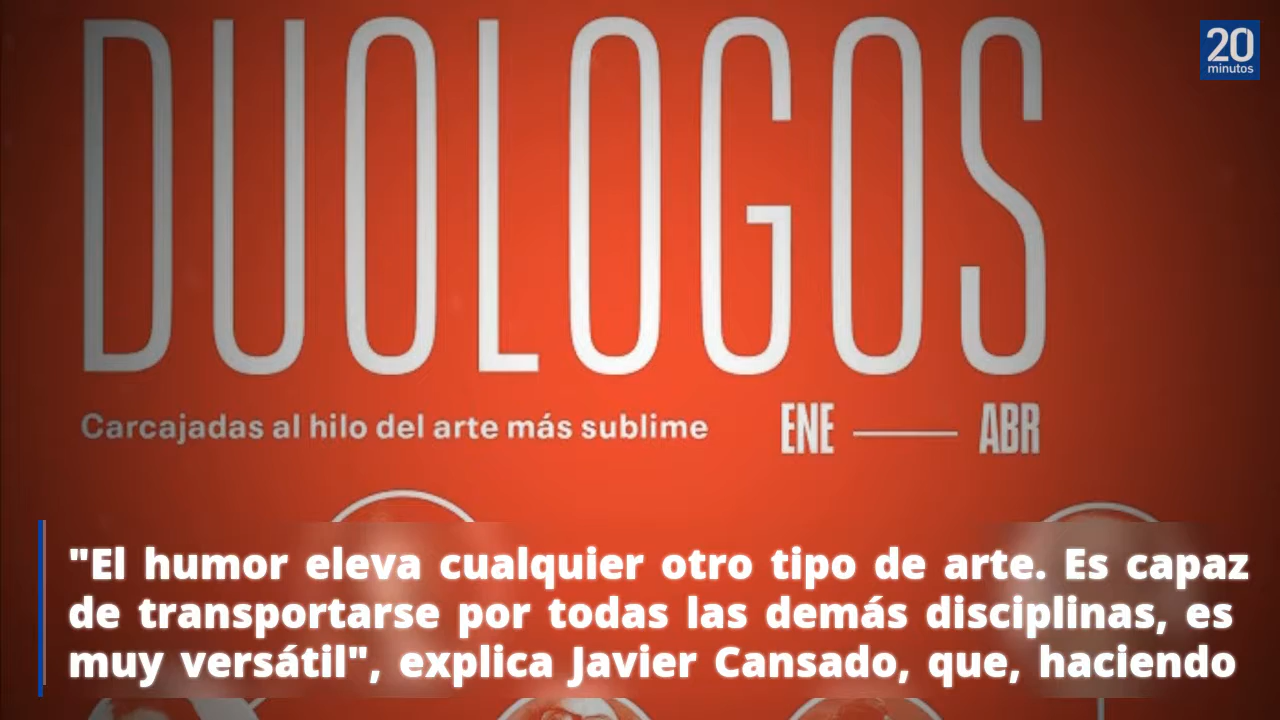 20
minutos
DUOLOGOS
Carcajadas al hilo del arte más sublime
ENE — ABR
"El humor eleva cualquier otro tipo de arte. Es capaz
de transportarse por todas las demás disciplinas, es
muy versátil", explica Javier Cansado, que, haciendo